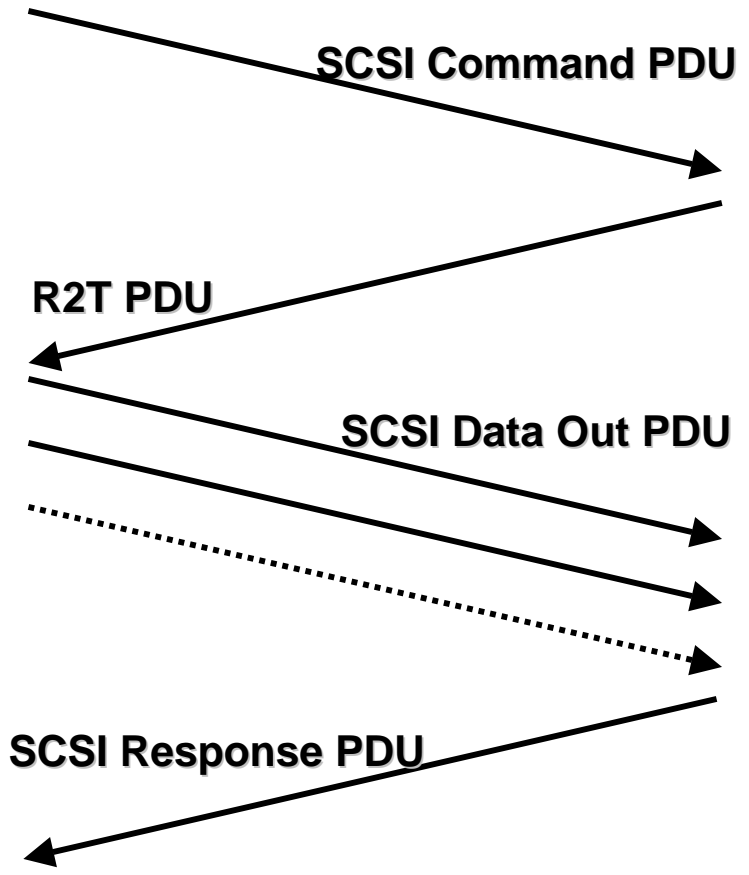 SCSI Command PDU
R2T PDU
SCSI Data Out PDU
SCSI Response PDU